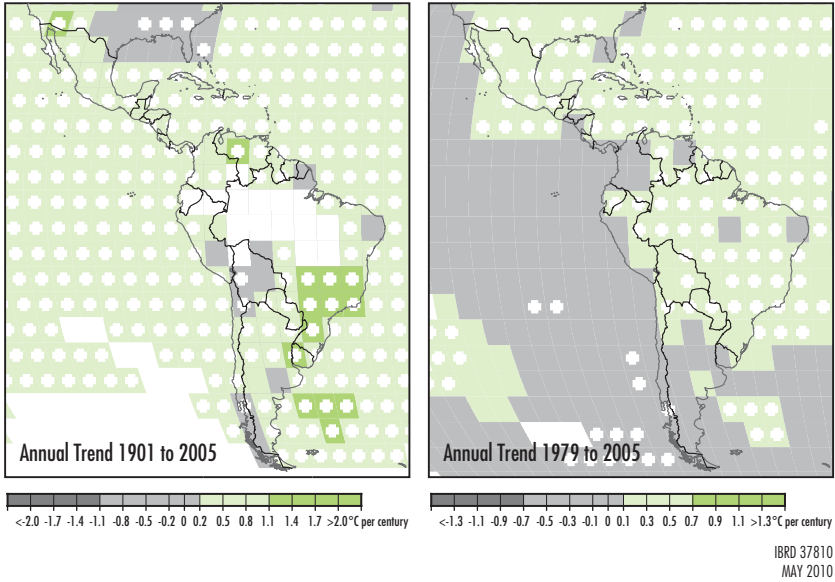 Annual Trend 1901 to 2005
Annual Trend 1979 to 2005
<-2.0 -1.7 -1.4 -1.1 -0.8 -0.5 -0.2 0 0.2 0.5 0.8 1.1 1.4 1.7 >2.0°C per century
<-1.3 -1.1 -0.9 -0.7 -0.5 -0.3 -0.1 0 0.1 0.3 0.5 0.7 0.9 1.1 >1.3°C per century
IBRD 37810
MAY 2010